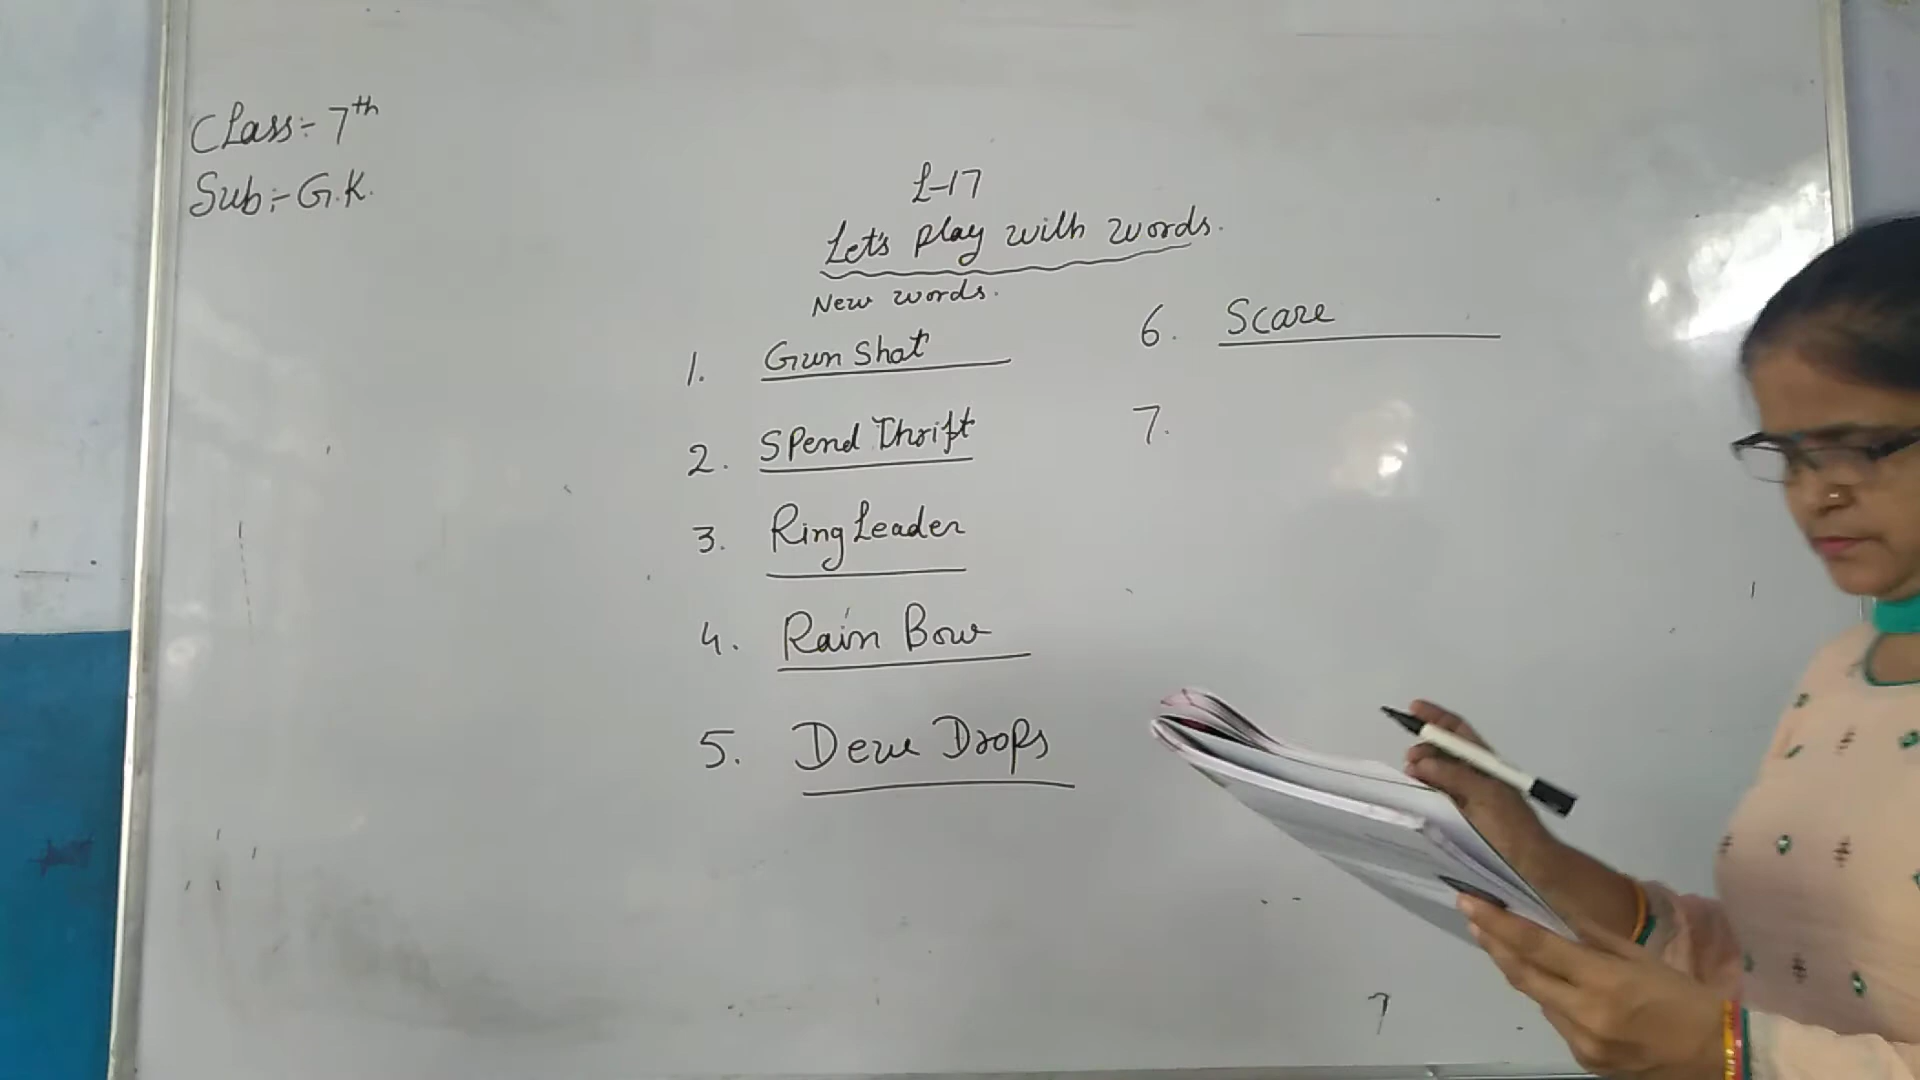 Class:- 7th
Sub:- G.K.
L-17
Let's play with words.
New words.
1. Gun Shot
2. Spend Thrift
3. Ring Leader
4. Rain Bow
5. Dew Drops
6. Scare
7.